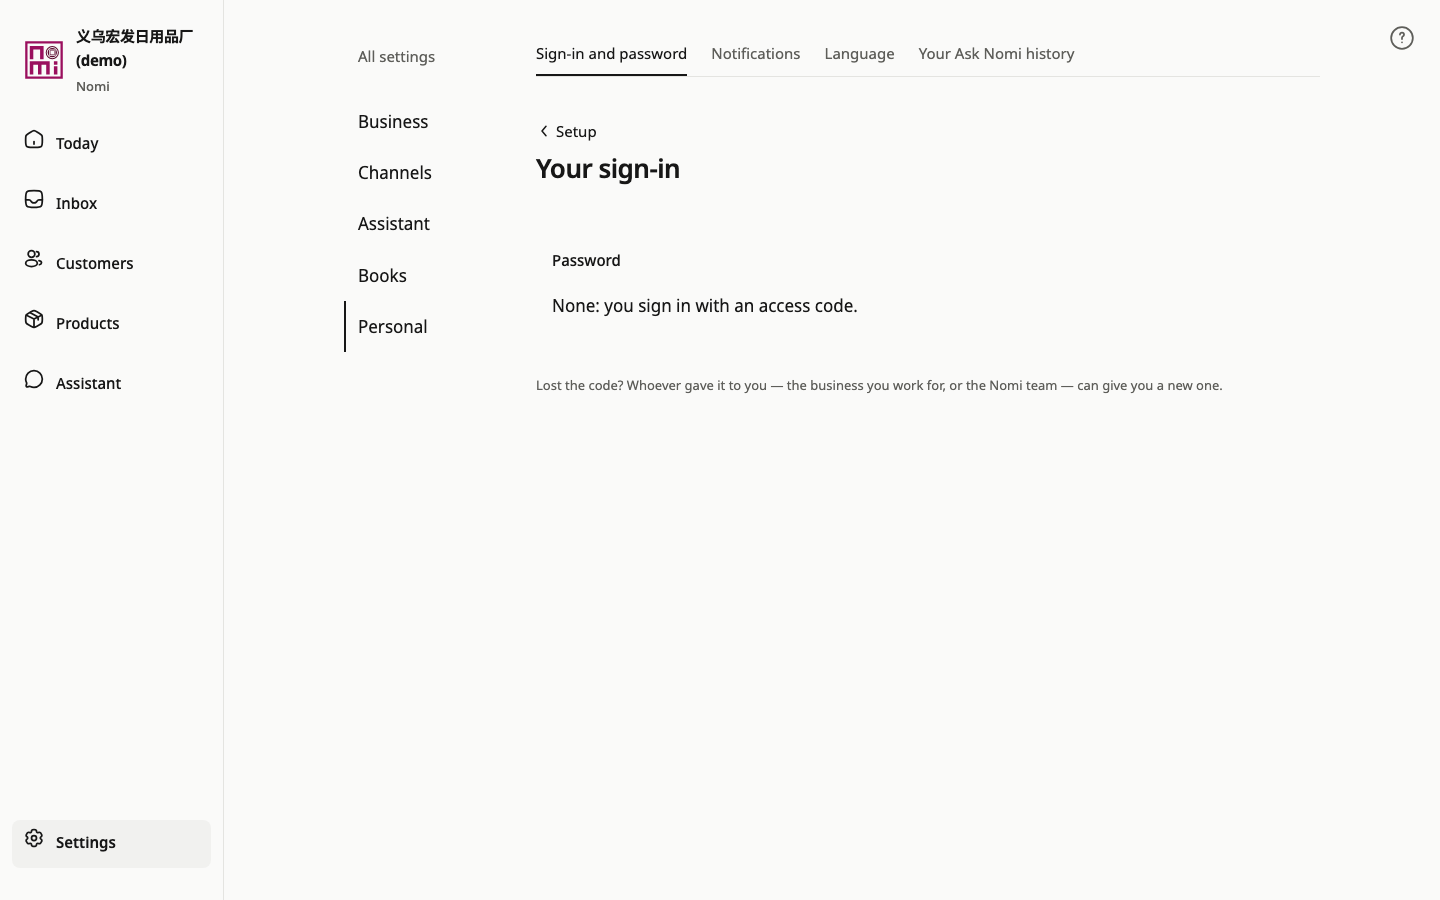 义乌宏发日用品厂
(demo)
Nomi
Today
Inbox
Customers
Products
Assistant
Settings
All settings
Business
Channels
Assistant
Books
Personal
Sign-in and password
Notifications
Language
Your Ask Nomi history
Setup
Your sign-in
Password
None: you sign in with an access code.
Lost the code? Whoever gave it to you — the business you work for, or the Nomi team — can give you a new one.